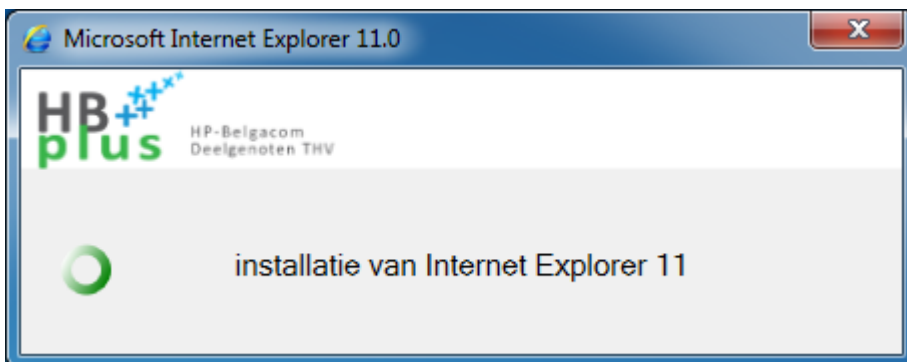 Microsoft Internet Explorer 11.0
HB
plus
HP-Belgacom
Deelgenoten THV
installatie van Internet Explorer 11